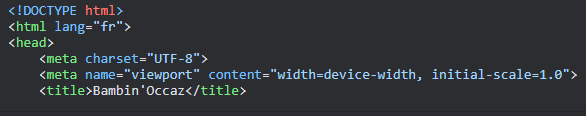 <!DOCTYPE html>
<html lang="fr">
<head>
    <meta charset="UTF-8">
    <meta name="viewport" content="width=device-width, initial-scale=1.0">
    <title>Bambin'Occaz</title>